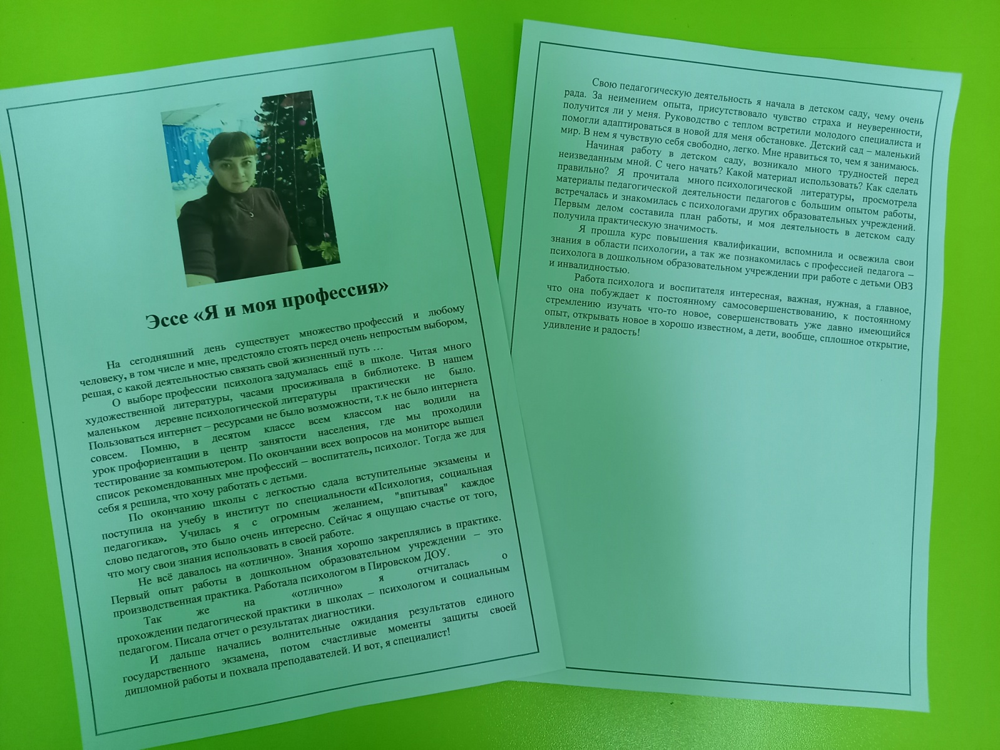 Эссе «Я и моя профессия»
На сегодняшний день существует множество профессий и любому
человеку, в том числе и мне, предстояло стоять перед очень непростым выбором,
решая, с какой деятельностью связать свой жизненный путь …
О выборе профессии психолога задумалась ещё в школе. Читая много
художественной литературы, часами просиживала в библиотеке. В нашем
маленьком деревне психологической литературы практически не было.
Пользоваться интернет – ресурсами не было возможности, т.к не было интернета
совсем. Помню, в десятом классе всем классом нас водили на
урок профориентации в центр занятости населения, где мы проходили
тестирование за компьютером. По окончании всех вопросов на мониторе вышел
список рекомендованных мне профессий – воспитатель, психолог. Тогда же для
себя я решила, что хочу работать с детьми.
По окончанию школы с легкостью сдала вступительные экзамены и
поступила на учебу в институт по специальности «Психология, социальная
педагогика». Училась я с огромным желанием, "впитывая" каждое
слово педагогов, это было очень интересно. Сейчас я ощущаю счастье от того,
что могу свои знания использовать в своей работе.
Не всё давалось на «отлично». Знания хорошо закреплялись в практике.
Первый опыт работы в дошкольном образовательном учреждении – это
производственная практика. Работала психологом в Пировском ДОУ.
Так же на «отлично» я отчиталась о
прохождении педагогической практики в школах – психологом и социальным
педагогом. Писала отчет о результатах диагностики.
И дальше начались волнительные ожидания результатов единого
государственного экзамена, потом счастливые моменты защиты своей
дипломной работы и похвала преподавателей. И вот, я специалист!
Свою педагогическую деятельность я начала в детском саду, чему очень
рада. За неимением опыта, присутствовало чувство страха и неуверенности,
получится ли у меня. Руководство с теплом встретили молодого специалиста и
помогли адаптироваться в новой для меня обстановке. Детский сад – маленький
мир. В нем я чувствую себя свободно, легко. Мне нравиться то, чем я занимаюсь.
Начиная работу в детском саду, возникало много трудностей перед
неизведанным мной. С чего начать? Какой материал использовать? Как сделать
правильно? Я прочитала много психологической литературы, просмотрела
материалы педагогической деятельности педагогов с большим опытом работы,
встречалась и знакомилась с психологами других образовательных учреждений.
Первым делом составила план работы, и моя деятельность в детском саду
получила практическую значимость.
Я прошла курс повышения квалификации, вспомнила и освежила свои
знания в области психологии, а так же познакомилась с профессией педагога –
психолога в дошкольном образовательном учреждении при работе с детьми ОВЗ
и инвалидностью.
Работа психолога и воспитателя интересная, важная, нужная, а главное,
что она побуждает к постоянному самосовершенствованию, к постоянному
стремлению изучать что-то новое, совершенствовать уже давно имеющийся
опыт, открывать новое в хорошо известном, а дети, вообще, сплошное открытие,
удивление и радость!